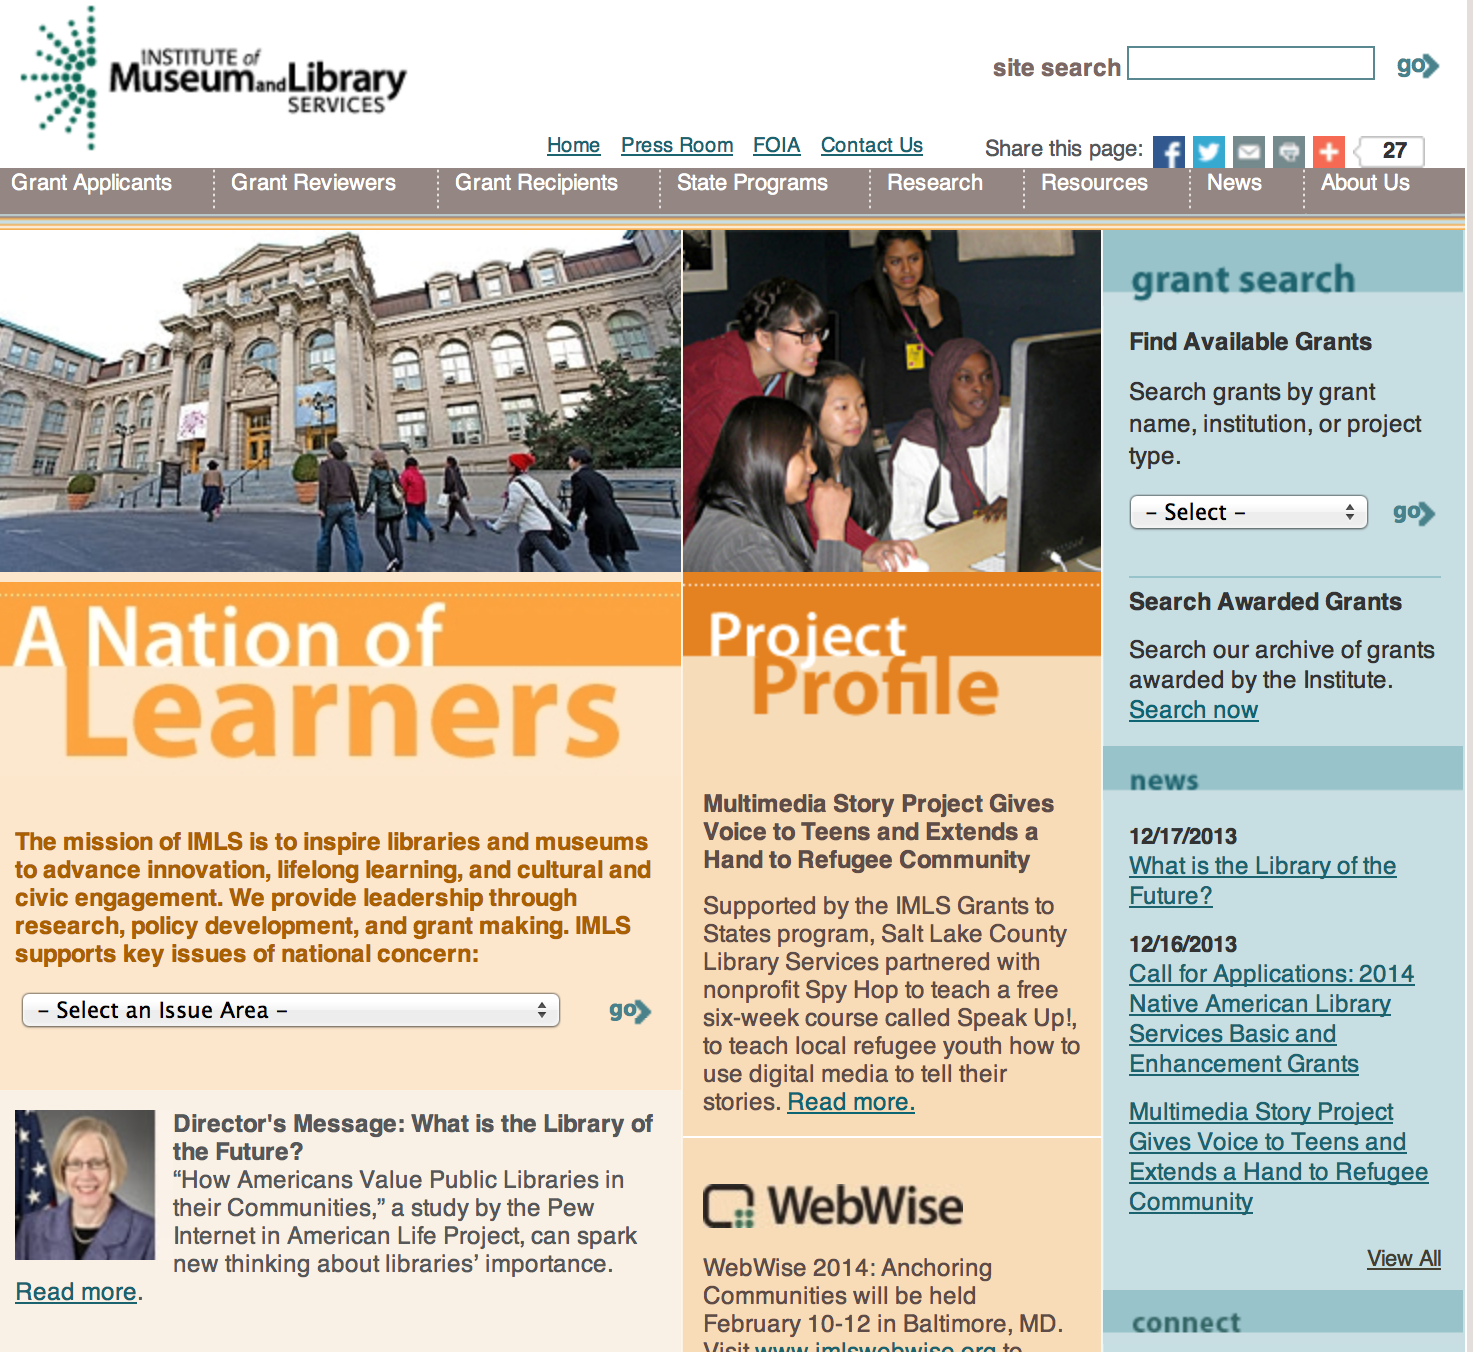 INSTITUTE of
Museum and Library
SERVICES
site search
go
Home Press Room FOIA Contact Us
Share this page:
27
Grant Applicants Grant Reviewers Grant Recipients State Programs Research Resources News About Us
A Nation of
Learners
The mission of IMLS is to inspire libraries and museums
to advance innovation, lifelong learning, and cultural and
civic engagement. We provide leadership through
research, policy development, and grant making. IMLS
supports key issues of national concern:
– Select an Issue Area –
go
Director's Message: What is the Library of
the Future?
“How Americans Value Public Libraries in
their Communities,” a study by the Pew
Internet in American Life Project, can spark
new thinking about libraries’ importance.
Read more.
Project
Profile
Multimedia Story Project Gives
Voice to Teens and Extends a
Hand to Refugee Community
Supported by the IMLS Grants to
States program, Salt Lake County
Library Services partnered with
nonprofit Spy Hop to teach a free
six-week course called Speak Up!,
to teach local refugee youth how to
use digital media to tell their
stories. Read more.
WebWise
WebWise 2014: Anchoring
Communities will be held
February 10-12 in Baltimore, MD.
Visit www.imlswebwise.org to
grant search
Find Available Grants
Search grants by grant
name, institution, or project
type.
– Select –
go
Search Awarded Grants
Search our archive of grants
awarded by the Institute.
Search now
news
12/17/2013
What is the Library of the
Future?
12/16/2013
Call for Applications: 2014
Native American Library
Services Basic and
Enhancement Grants
Multimedia Story Project
Gives Voice to Teens and
Extends a Hand to Refugee
Community
View All
connect